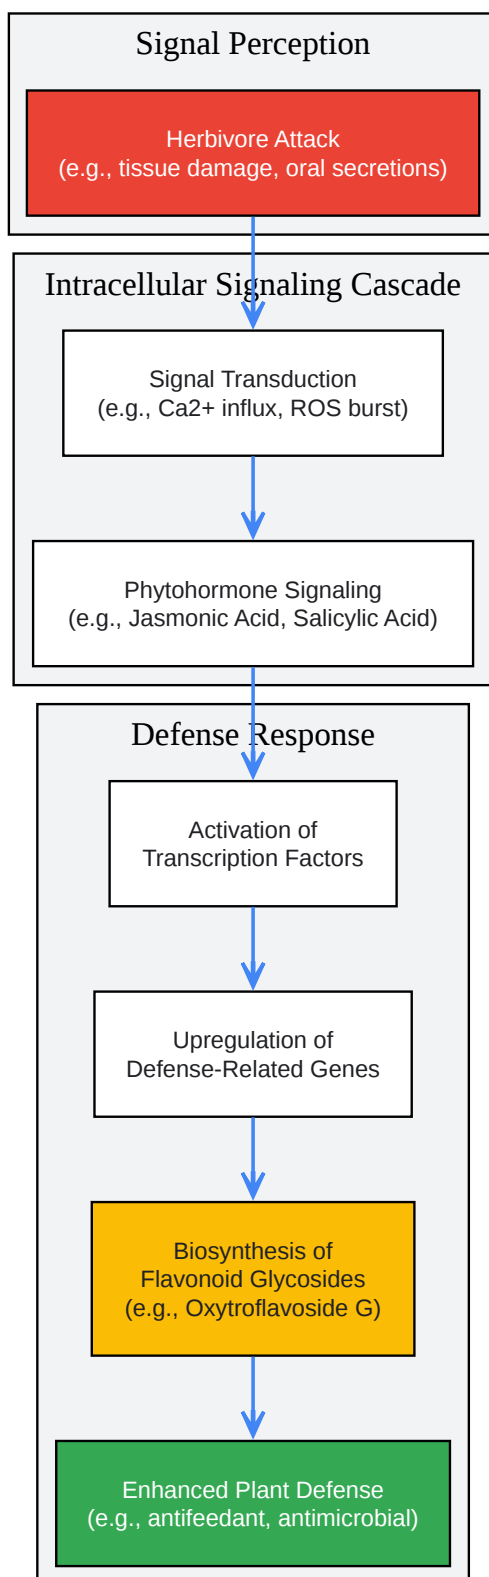 Signal Perception
Herbivore Attack
(e.g., tissue damage, oral secretions)
Intracellular Signaling Cascade
Signal Transduction
(e.g., Ca2+ influx, ROS burst)
Phytohormone Signaling
(e.g., Jasmonic Acid, Salicylic Acid)
Defense Response
Activation of
Transcription Factors
Upregulation of
Defense-Related Genes
Biosynthesis of
Flavonoid Glycosides
(e.g., Oxytroflavoside G)
Enhanced Plant Defense
(e.g., antifeedant, antimicrobial)